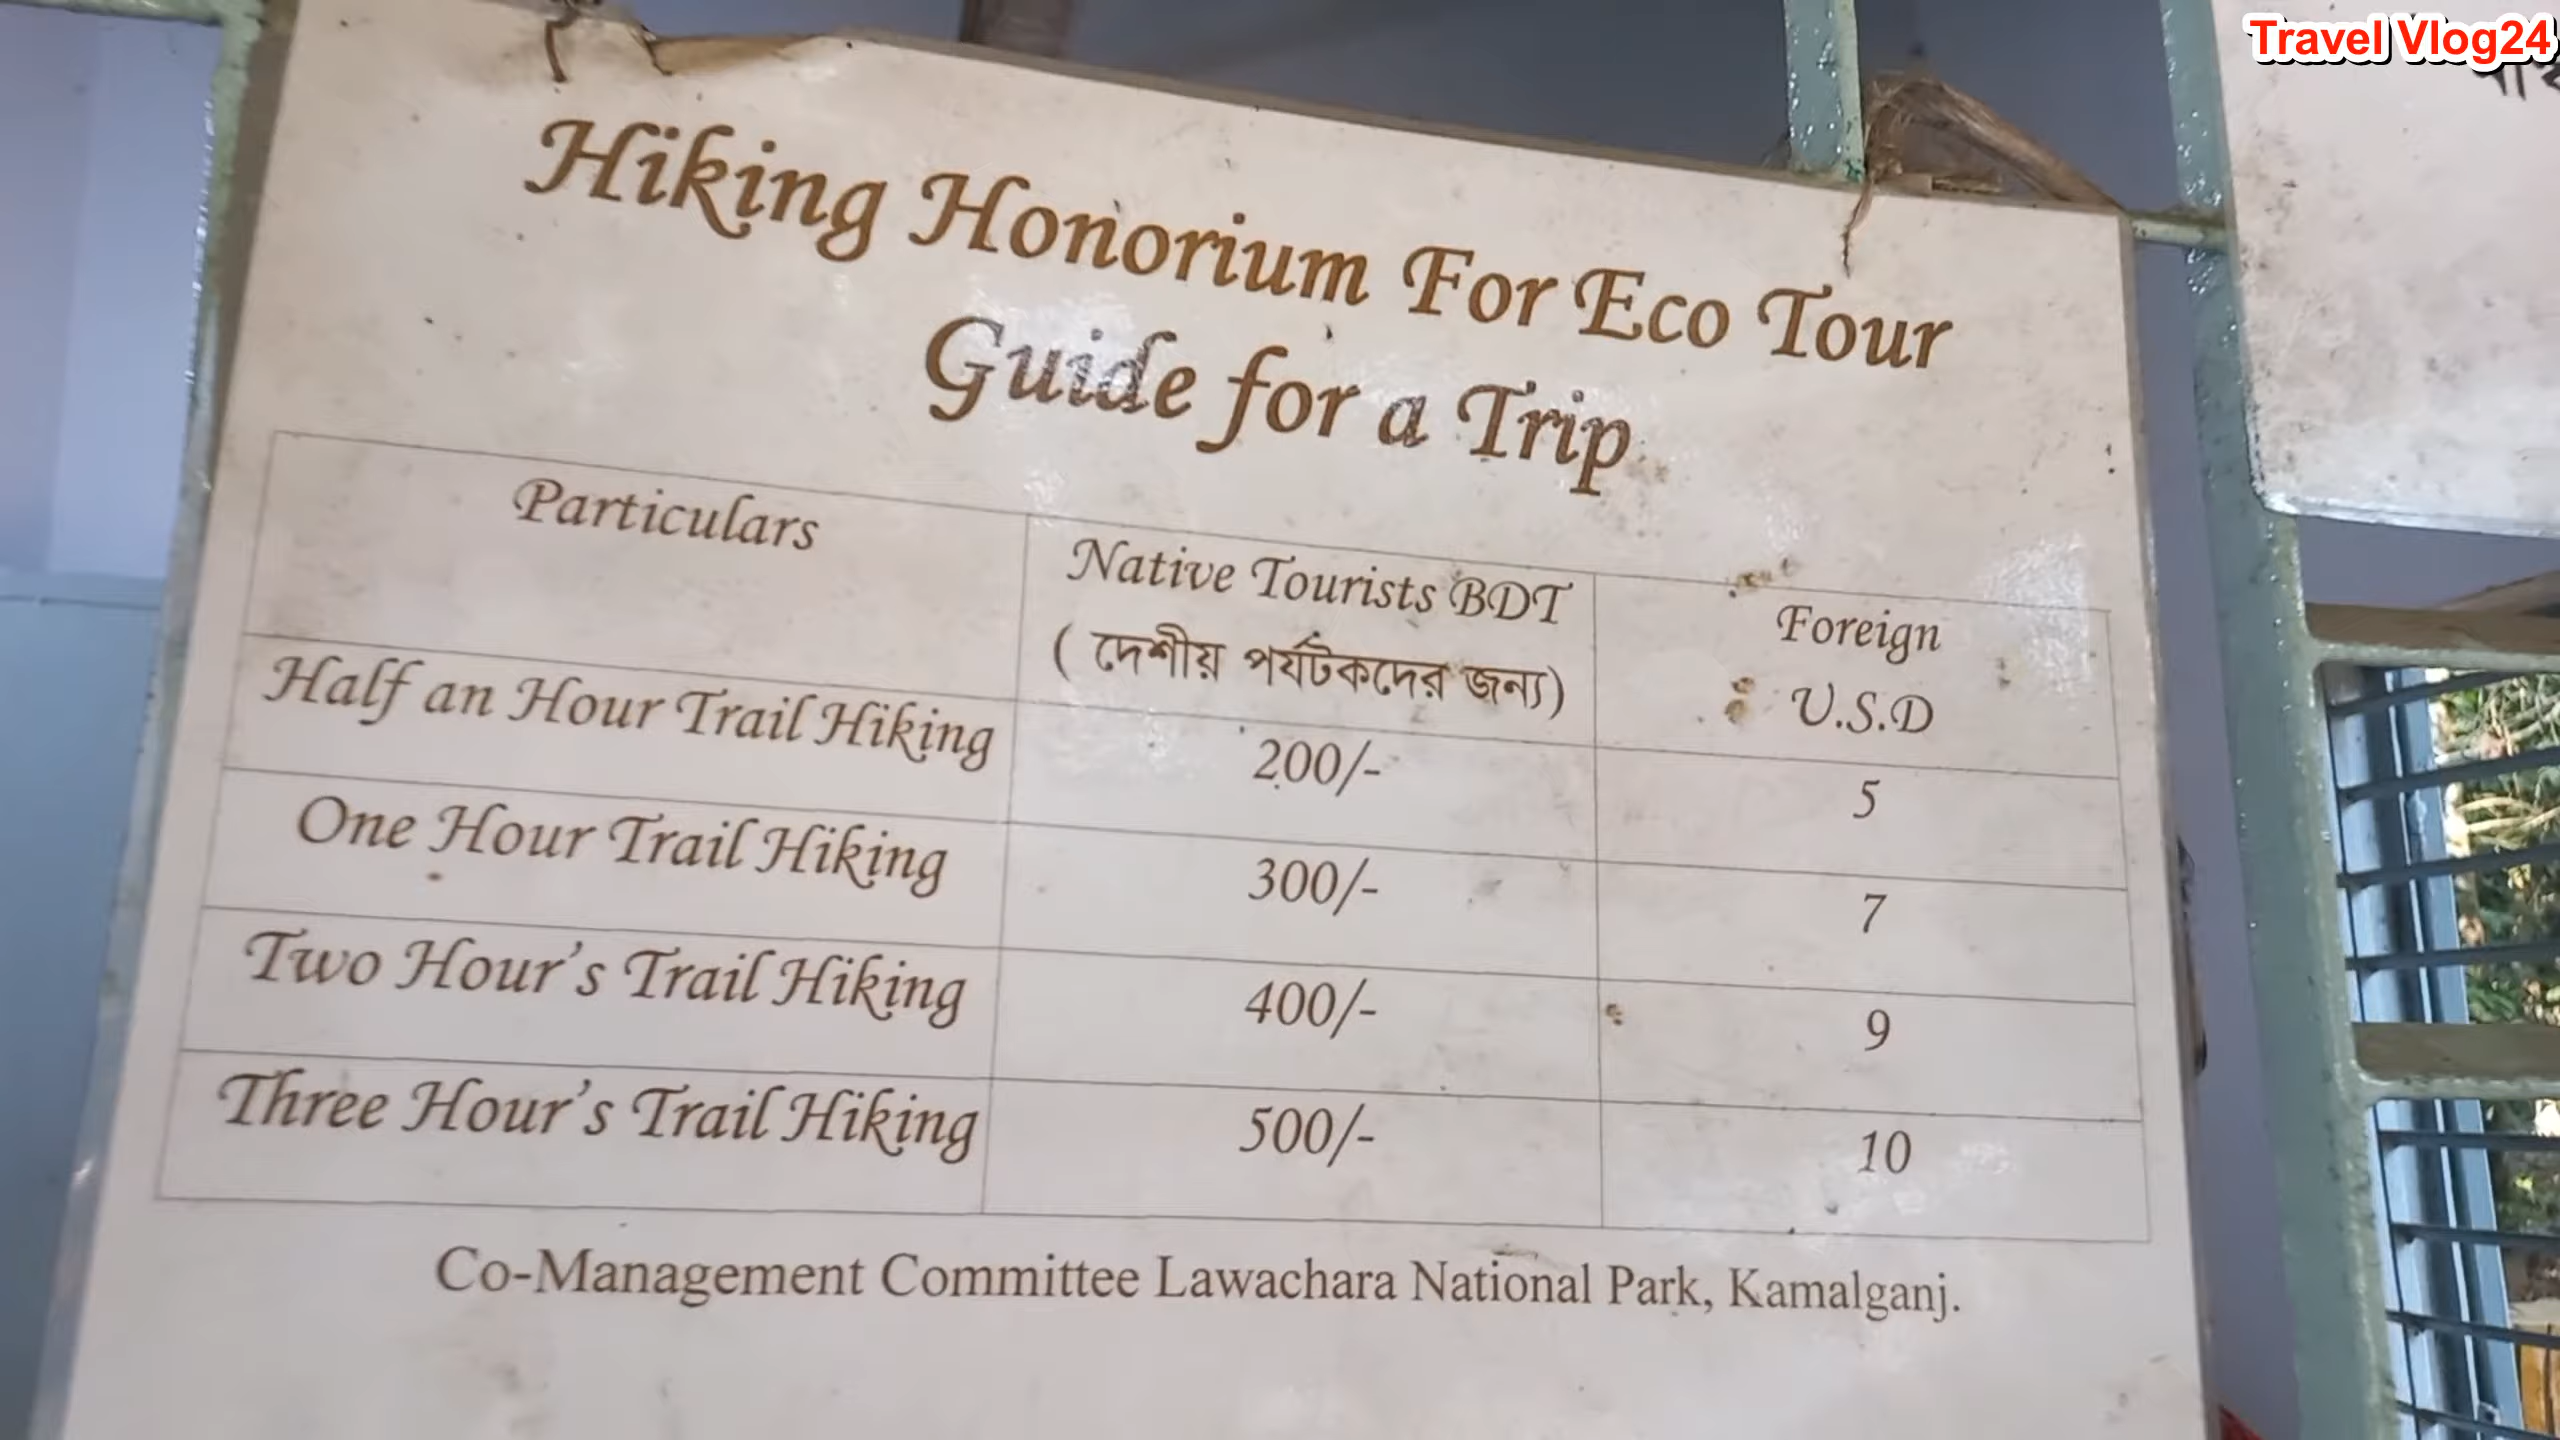 Travel Vlog24
Hiking Honorium For Eco Tour
Guide for a Trip
Particulars
Native Tourists BDT
( দেশীয় পর্যটকদের জন্য)
Foreign
U.S.D
Half an Hour Trail Hiking 200/- 5
One Hour Trail Hiking 300/- 7
Two Hour's Trail Hiking 400/- 9
Three Hour's Trail Hiking 500/- 10
Co-Management Committee Lawachara National Park, Kamalganj.